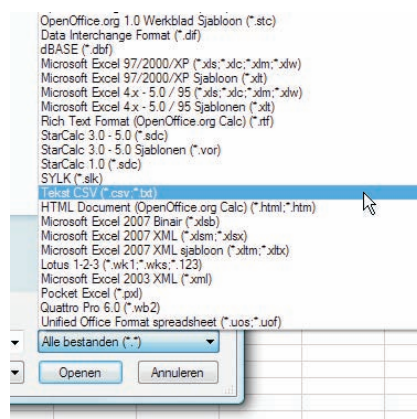 OpenOffice.org 1.0 Werkblad Sjabloon (*.stc)
Data Interchange Format (*.dif)
dBASE (*.dbf)
Microsoft Excel 97/2000/XP (*.xls;*.xlc;*.xlm;*.xlw)
Microsoft Excel 97/2000/XP Sjabloon (*.xlt)
Microsoft Excel 4.x - 5.0 / 95 (*.xls;*.xlc;*.xlm;*.xlw)
Microsoft Excel 4.x - 5.0 / 95 Sjablonen (*.xlt)
Rich Text Format (OpenOffice.org Calc) (*.rtf)
StarCalc 3.0 - 5.0 (*.sdc)
StarCalc 3.0 - 5.0 Sjablonen (*.vor)
StarCalc 1.0 (*.sdc)
SYLK (*.slk)
Tekst CSV (*.csv;*.txt)
HTML Document (OpenOffice.org Calc) (*.html;*.htm)
Microsoft Excel 2007 Binair (*.xlsb)
Microsoft Excel 2007 XML (*.xlsm;*.xlsx)
Microsoft Excel 2007 XML sjabloon (*.xltm;*.xltx)
Lotus 1-2-3 (*.wk1;*.wks;*.123)
Microsoft Excel 2003 XML (*.xml)
Pocket Excel (*.pxl)
Quattro Pro 6.0 (*.wb2)
Unified Office Format spreadsheet (*.uos;*.uof)
Alle bestanden (*.*)
Openen Annuleren